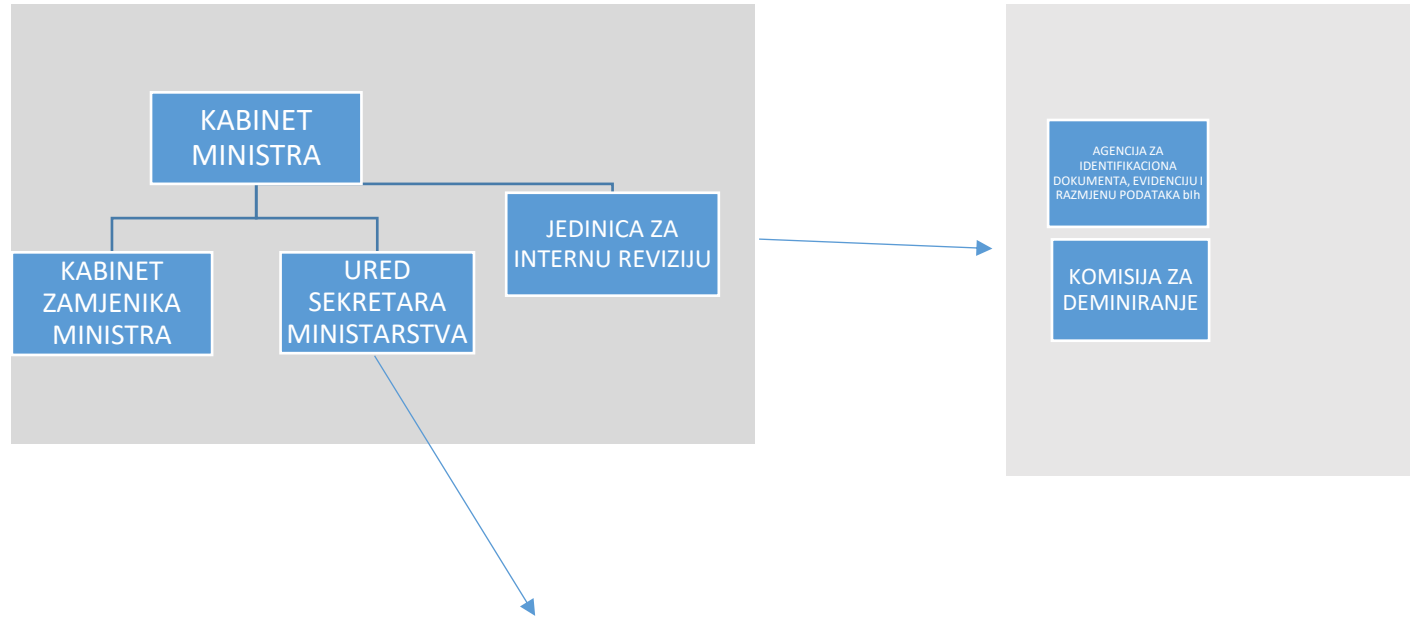 KABINET
MINISTRA
KABINET
ZAMJENIKA
MINISTRA
URED
SEKRETARA
MINISTARSTVA
JEDINICA ZA
INTERNU REVIZIJU
AGENCIJA ZA
IDENTIFIKACIONA
DOKUMENTA, EVIDENCIJU I
RAZMJENU PODATAKA bIh
KOMISIJA ZA
DEMINIRANJE